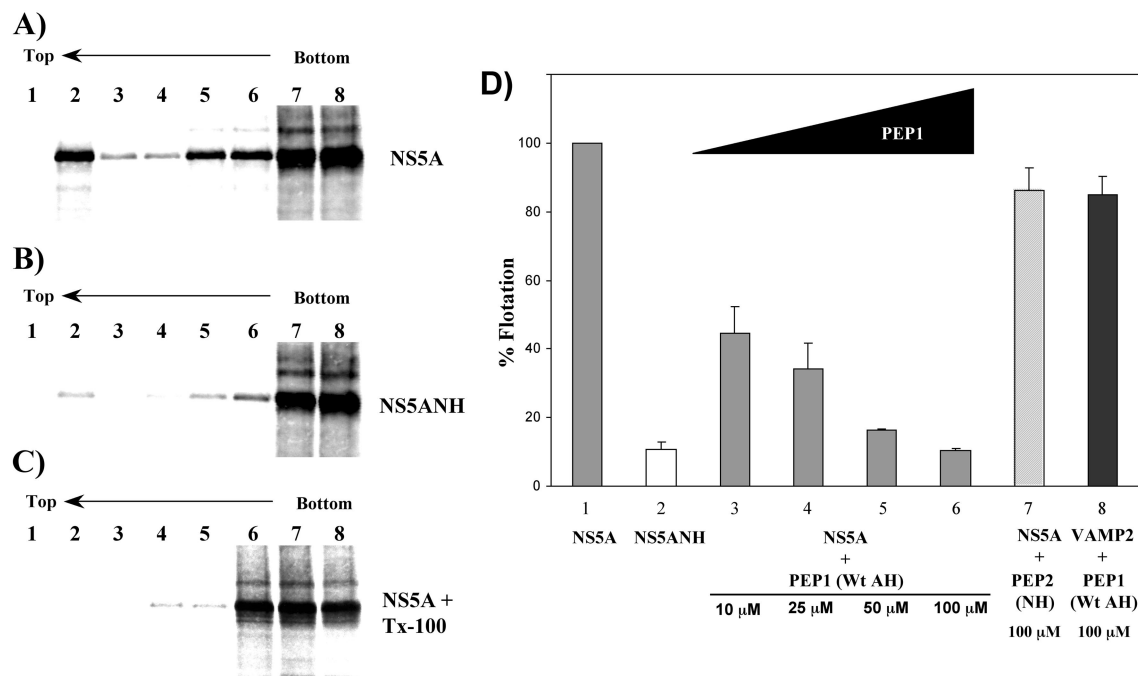 A)
Top Bottom
1 2 3 4 5 6 7 8
NS5A
B)
Top Bottom
1 2 3 4 5 6 7 8
NS5ANH
C)
Top Bottom
1 2 3 4 5 6 7 8
NS5A +
Tx-100
D)
PEP1
% Flotation
100
80
60
40
20
0
1 2 3 4 5 6 7 8
NS5A NS5ANH
NS5A
+
PEP1 (Wt AH)
10 μM 25 μM 50 μM 100 μM
NS5A
+
PEP2
(NH)
100 μM
VAMP2
+
PEP1
(Wt AH)
100 μM